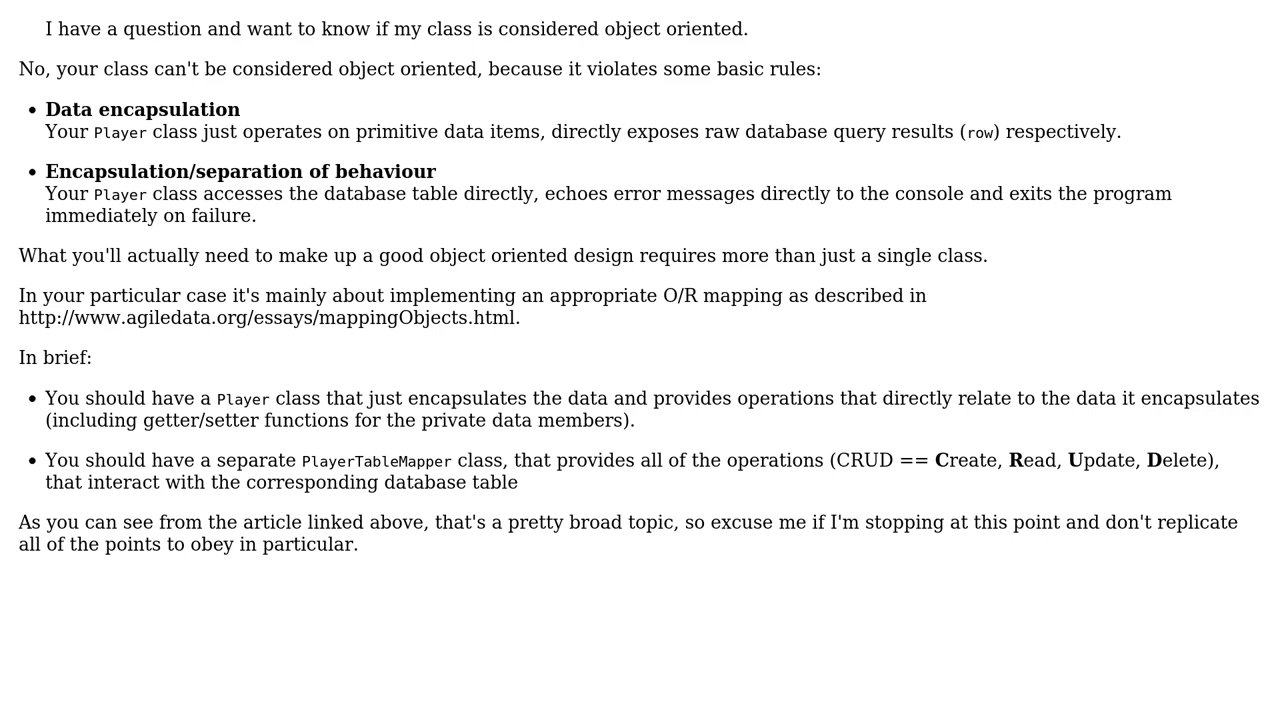 I have a question and want to know if my class is considered object oriented.
No, your class can't be considered object oriented, because it violates some basic rules:
• Data encapsulation
Your Player class just operates on primitive data items, directly exposes raw database query results (row) respectively.
• Encapsulation/separation of behaviour
Your Player class accesses the database table directly, echoes error messages directly to the console and exits the program
immediately on failure.
What you'll actually need to make up a good object oriented design requires more than just a single class.
In your particular case it's mainly about implementing an appropriate O/R mapping as described in
http://www.agiledata.org/essays/mappingObjects.html.
In brief:
• You should have a Player class that just encapsulates the data and provides operations that directly relate to the data it encapsulates
(including getter/setter functions for the private data members).
• You should have a separate PlayerTableMapper class, that provides all of the operations (CRUD == Create, Read, Update, Delete),
that interact with the corresponding database table
As you can see from the article linked above, that's a pretty broad topic, so excuse me if I'm stopping at this point and don't replicate
all of the points to obey in particular.